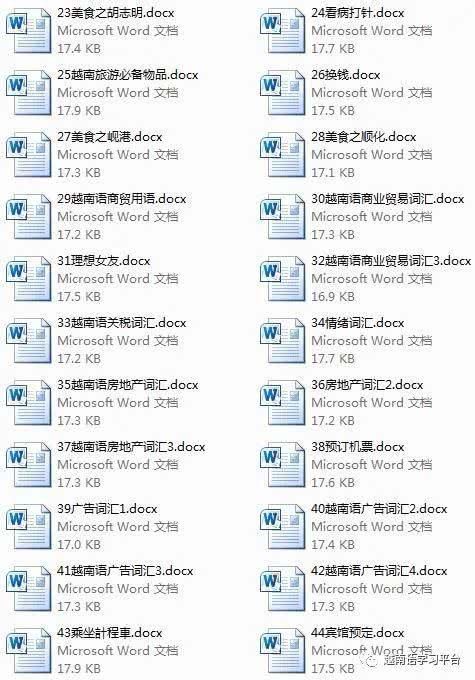 23美食之胡志明.docx
Microsoft Word 文档
17.4 KB
24看病打针.docx
Microsoft Word 文档
17.7 KB
25越南旅游必备物品.docx
Microsoft Word 文档
17.9 KB
26换钱.docx
Microsoft Word 文档
17.5 KB
27美食之岘港.docx
Microsoft Word 文档
17.3 KB
28美食之顺化.docx
Microsoft Word 文档
17.1 KB
29越南语商贸用语.docx
Microsoft Word 文档
17.2 KB
30越南语商业贸易词汇.docx
Microsoft Word 文档
17.3 KB
31理想女友.docx
Microsoft Word 文档
17.5 KB
32越南语商业贸易词汇3.docx
Microsoft Word 文档
16.9 KB
33越南语关税词汇.docx
Microsoft Word 文档
17.2 KB
34情绪词汇.docx
Microsoft Word 文档
17.7 KB
35越南语房地产词汇.docx
Microsoft Word 文档
17.3 KB
36房地产词汇2.docx
Microsoft Word 文档
17.2 KB
37越南语房地产词汇3.docx
Microsoft Word 文档
17.3 KB
38预订机票.docx
Microsoft Word 文档
17.6 KB
39广告词汇1.docx
Microsoft Word 文档
17.0 KB
40越南语广告词汇2.docx
Microsoft Word 文档
17.4 KB
41越南语广告词汇3.docx
Microsoft Word 文档
17.3 KB
42越南语广告词汇4.docx
Microsoft Word 文档
17.3 KB
43乘坐計程車.docx
Microsoft Word 文档
17.9 KB
44宾馆预定.docx
Microsoft Word 文档
17.5 KB
越南语学习平台